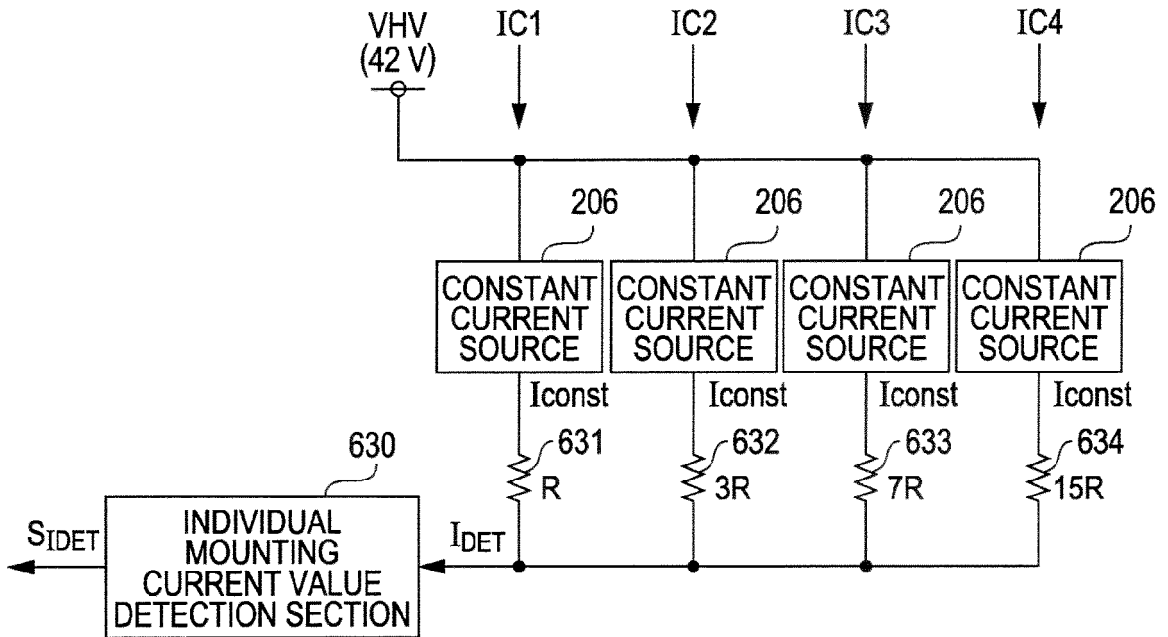 VHV
(42 V)
IC1
IC2
IC3
IC4
206
206
206
206
CONSTANT
CURRENT
SOURCE
CONSTANT
CURRENT
SOURCE
CONSTANT
CURRENT
SOURCE
CONSTANT
CURRENT
SOURCE
Iconst
Iconst
Iconst
Iconst
631
632
633
634
R
3R
7R
15R
630
INDIVIDUAL
MOUNTING
CURRENT VALUE
DETECTION SECTION
SIDET
IDET